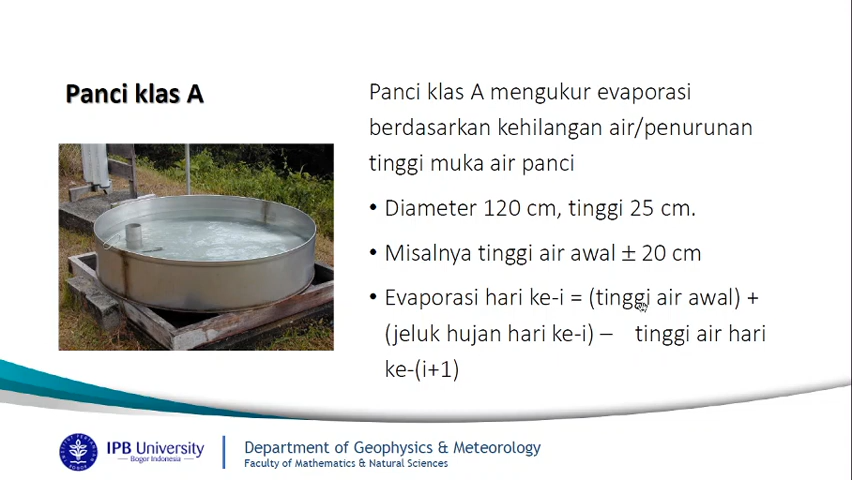 Panci klas A
Panci klas A mengukur evaporasi
berdasarkan kehilangan air/penurunan
tinggi muka air panci
• Diameter 120 cm, tinggi 25 cm.
• Misalnya tinggi air awal ± 20 cm
• Evaporasi hari ke-i = (tinggi air awal) +
(jeluk hujan hari ke-i) – tinggi air hari
ke-(i+1)
IPB University
Bogor Indonesia
Department of Geophysics & Meteorology
Faculty of Mathematics & Natural Sciences